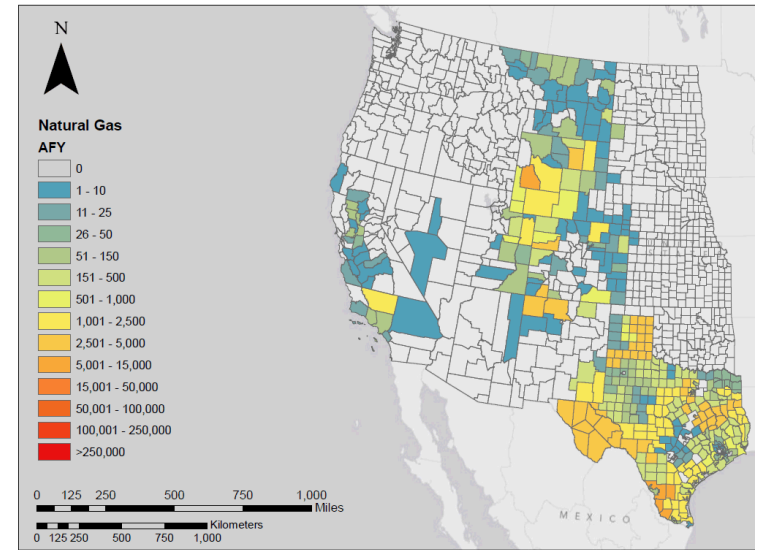 N
Natural Gas
AFY
0
1 - 10
11 - 25
26 - 50
51 - 150
151 - 500
501 - 1,000
1,001 - 2,500
2,501 - 5,000
5,001 - 15,000
15,001 - 50,000
50,001 - 100,000
100,001 - 250,000
>250,000
0 125 250 500 750 1,000
Miles
Kilometers
0 125 250 500 750 1,000
MEXICO